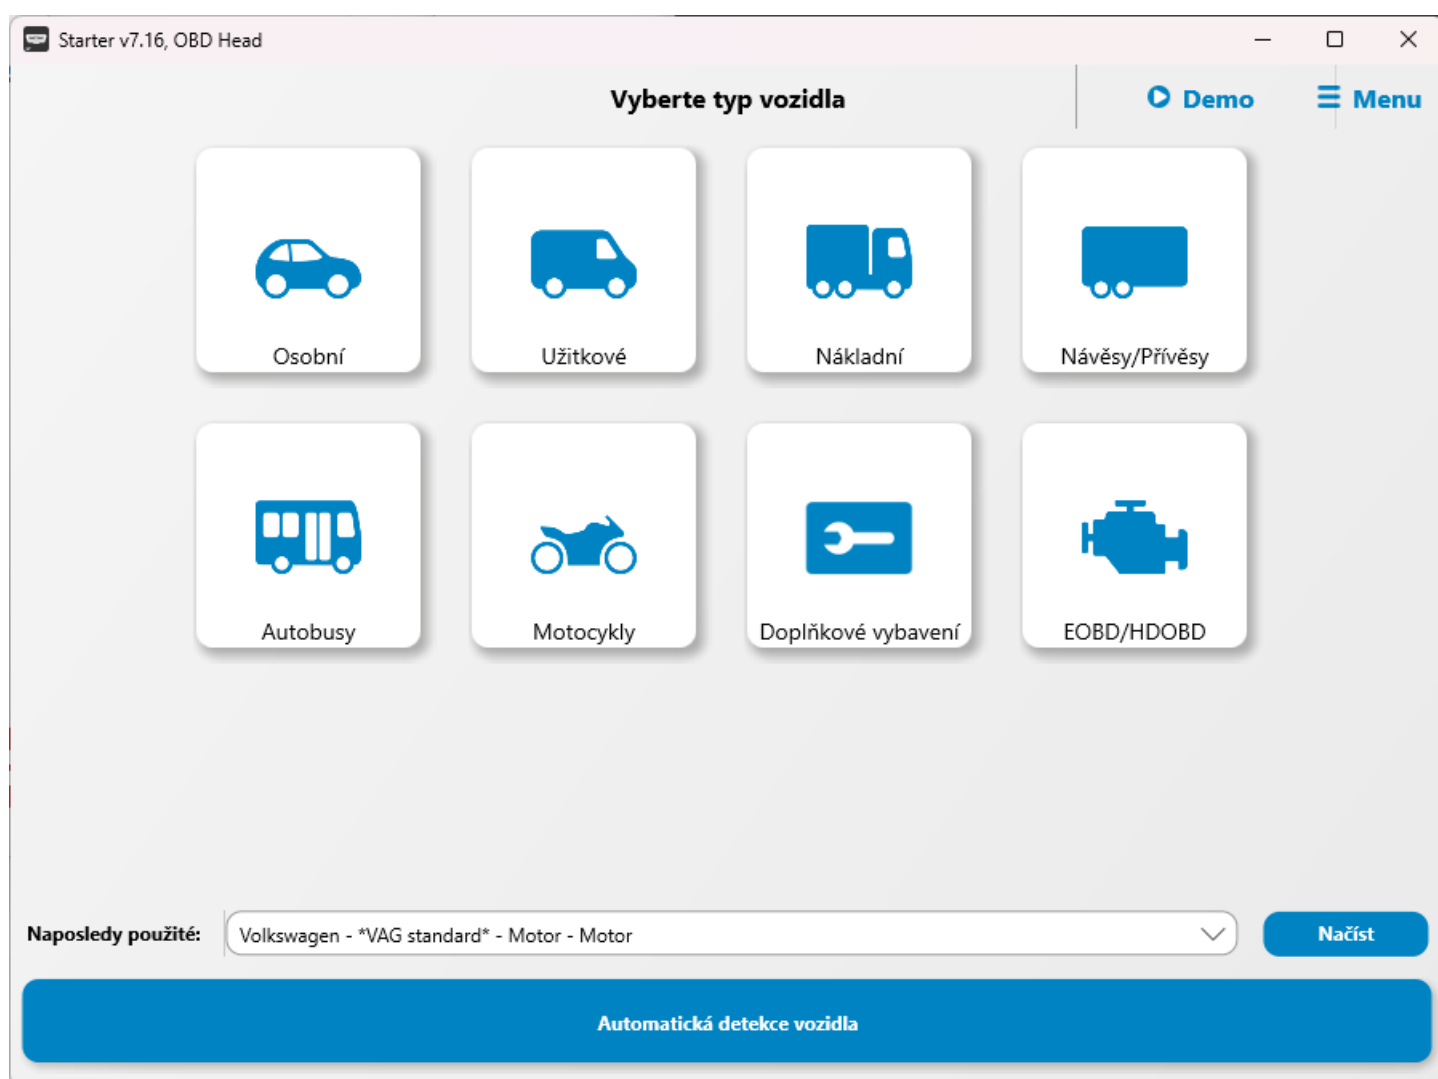 Starter v7.16, OBD Head
Vyberte typ vozidla
Demo
Menu
Osobní
Užitkové
Nákladní
Návěsy/Přívěsy
Autobusy
Motocykly
Doplňkové vybavení
EOBD/HDOBD
Naposledy použité:
Volkswagen - *VAG standard* - Motor - Motor
Načíst
Automatická detekce vozidla